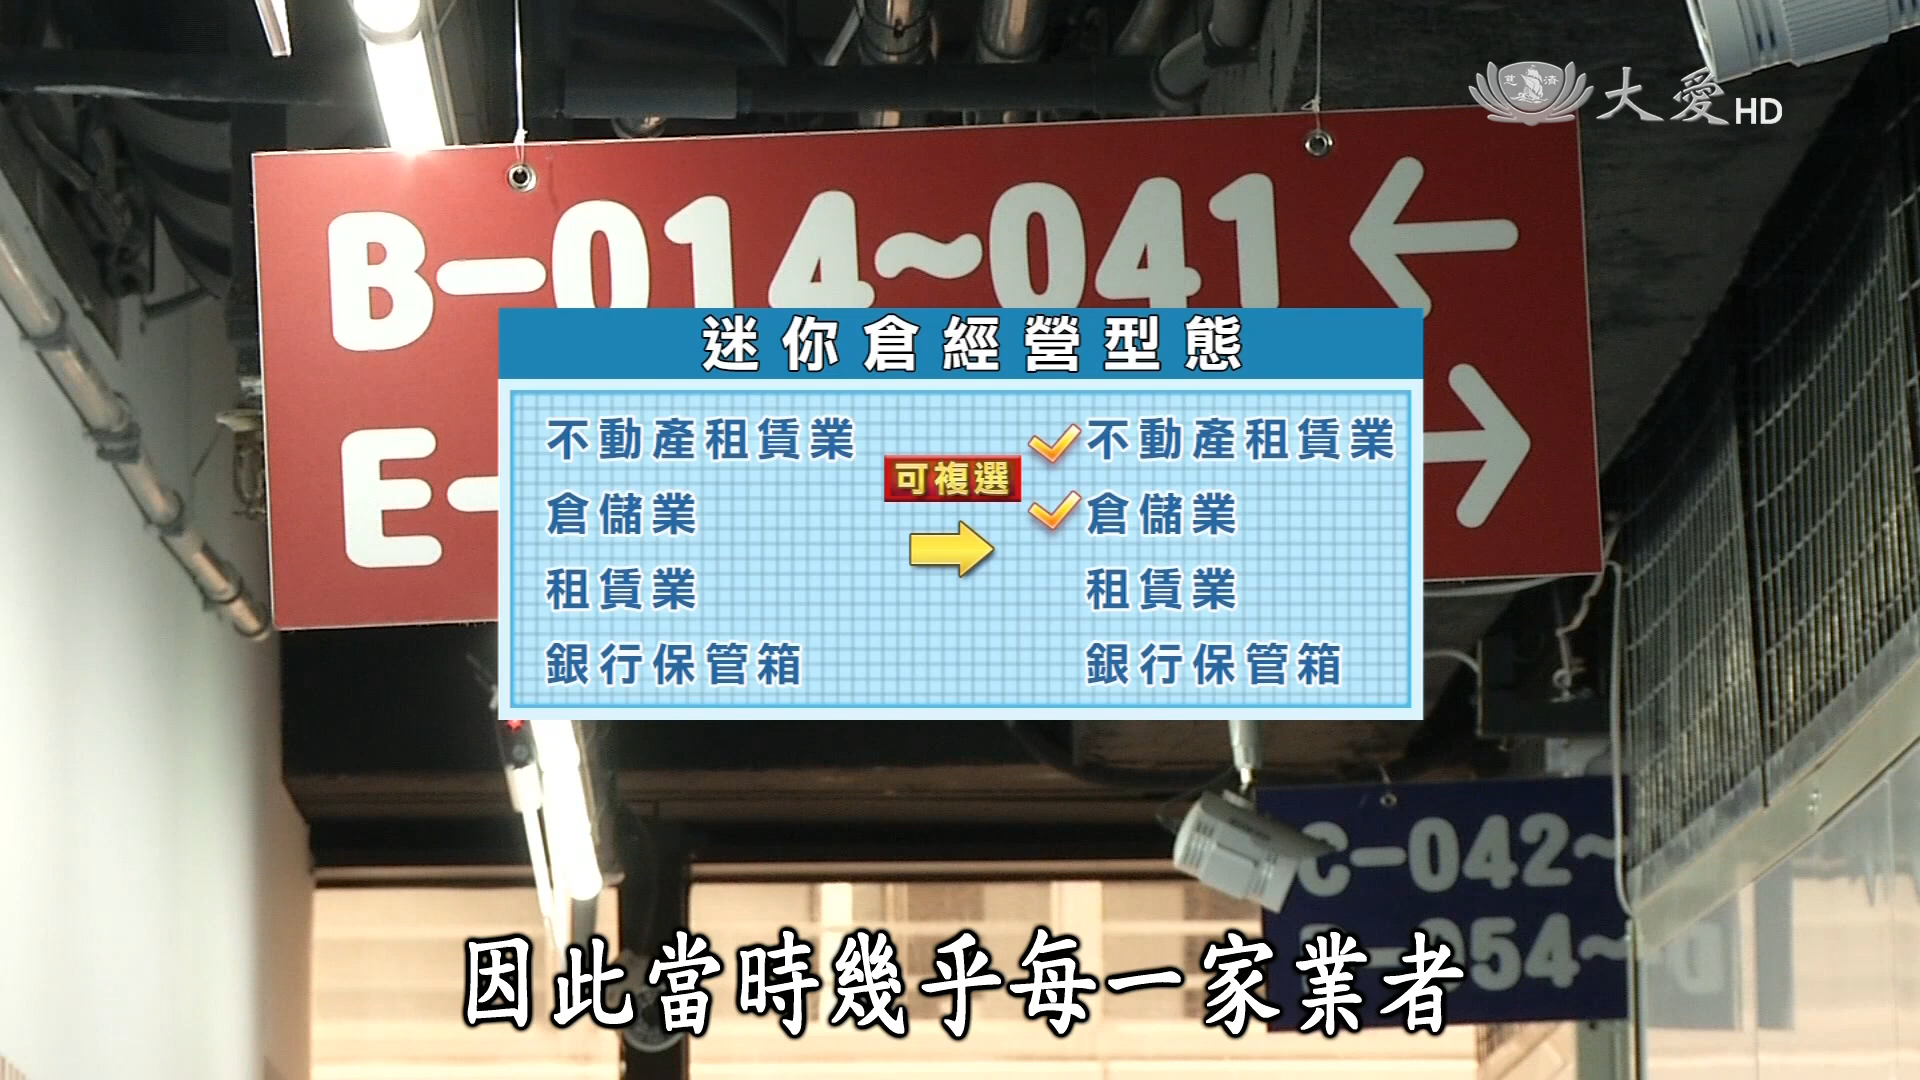 慈濟
大愛HD
B-014~041 ←
E-
→
迷你倉經營型態
不動產租賃業
倉儲業
租賃業
銀行保管箱
可複選
不動產租賃業
倉儲業
租賃業
銀行保管箱
C-042~
054~
因此當時幾乎每一家業者